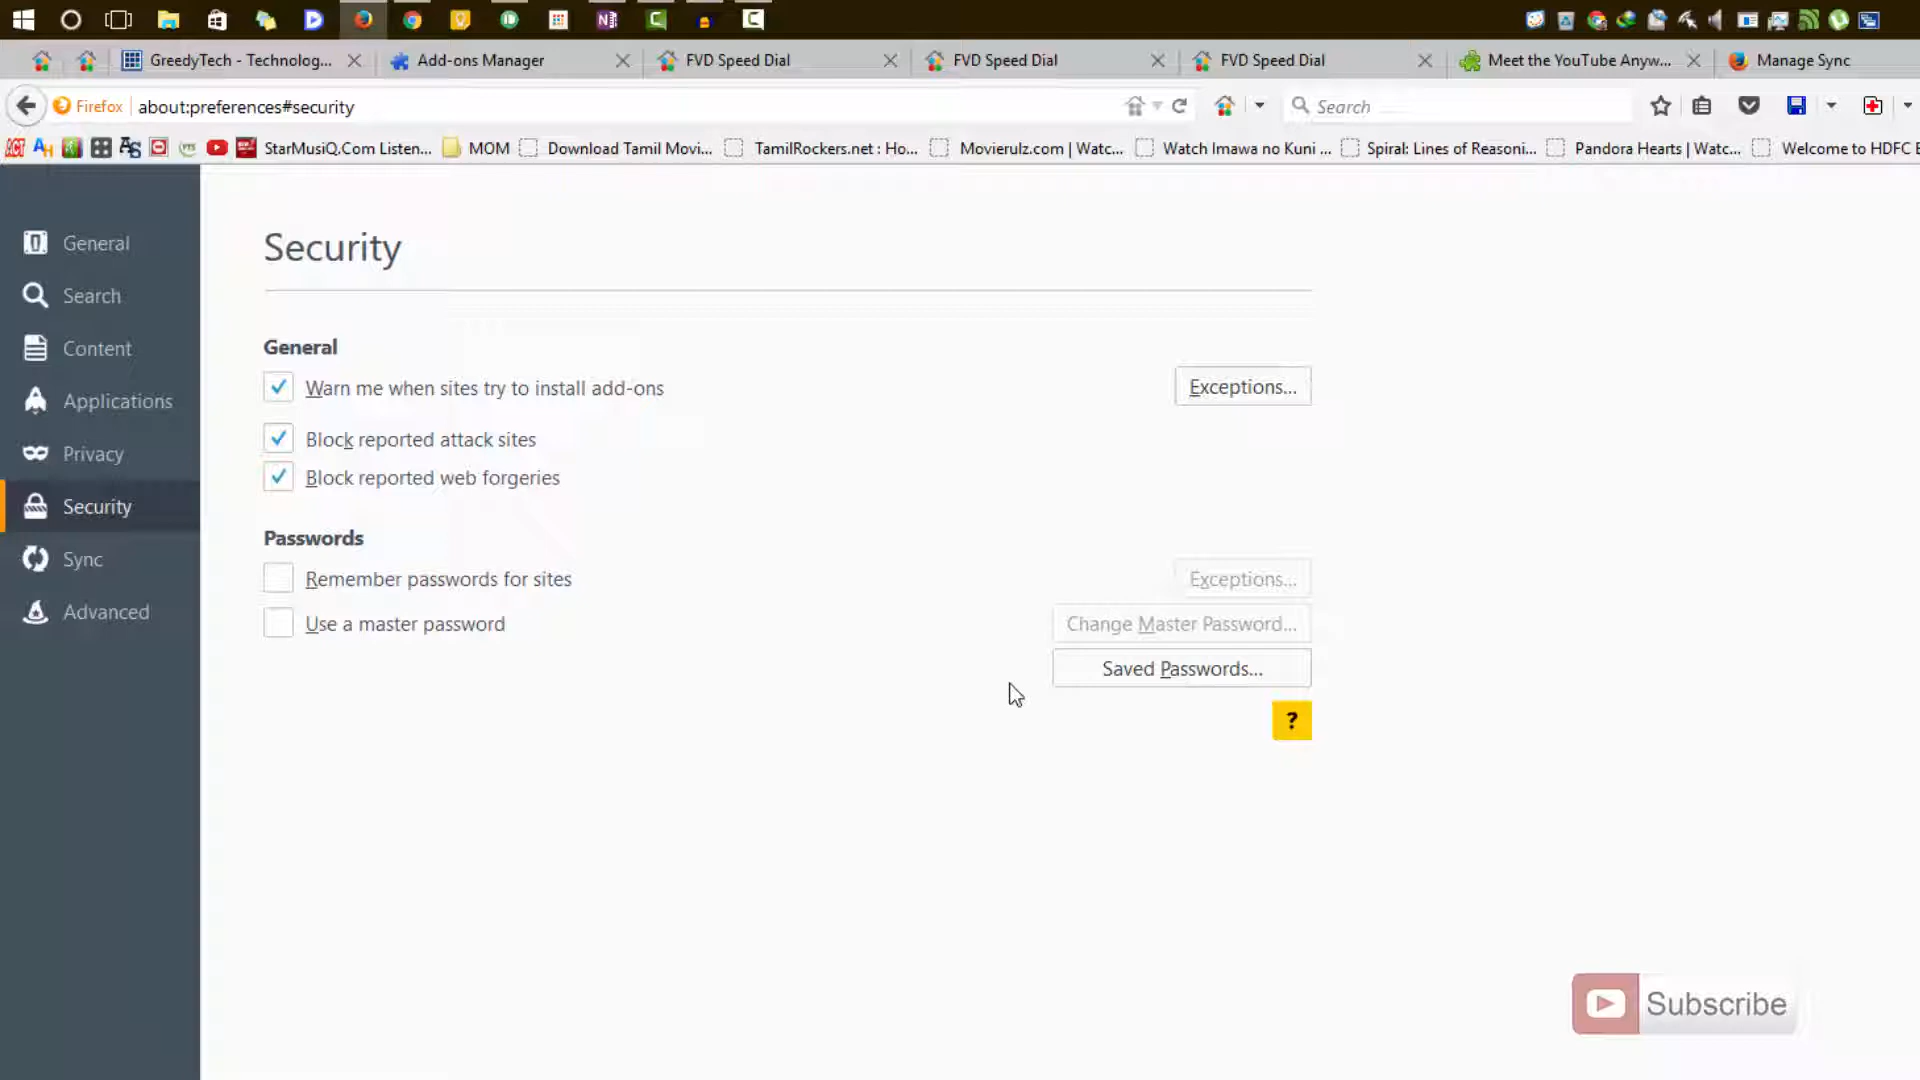 GreedyTech - Technolog...
Add-ons Manager
FVD Speed Dial
FVD Speed Dial
FVD Speed Dial
Meet the YouTube Anyw...
Manage Sync
Firefox
about:preferences#security
Search
StarMusiQ.Com Listen...
MOM
Download Tamil Movi...
TamilRockers.net : Ho...
Movierulz.com | Watc...
Watch Imawa no Kuni ...
Spiral: Lines of Reasoni...
Pandora Hearts | Watc...
Welcome to HDFC
General
Search
Content
Applications
Privacy
Security
Sync
Advanced
Security
General
Warn me when sites try to install add-ons
Exceptions...
Block reported attack sites
Block reported web forgeries
Passwords
Remember passwords for sites
Exceptions...
Use a master password
Change Master Password...
Saved Passwords...
?
Subscribe